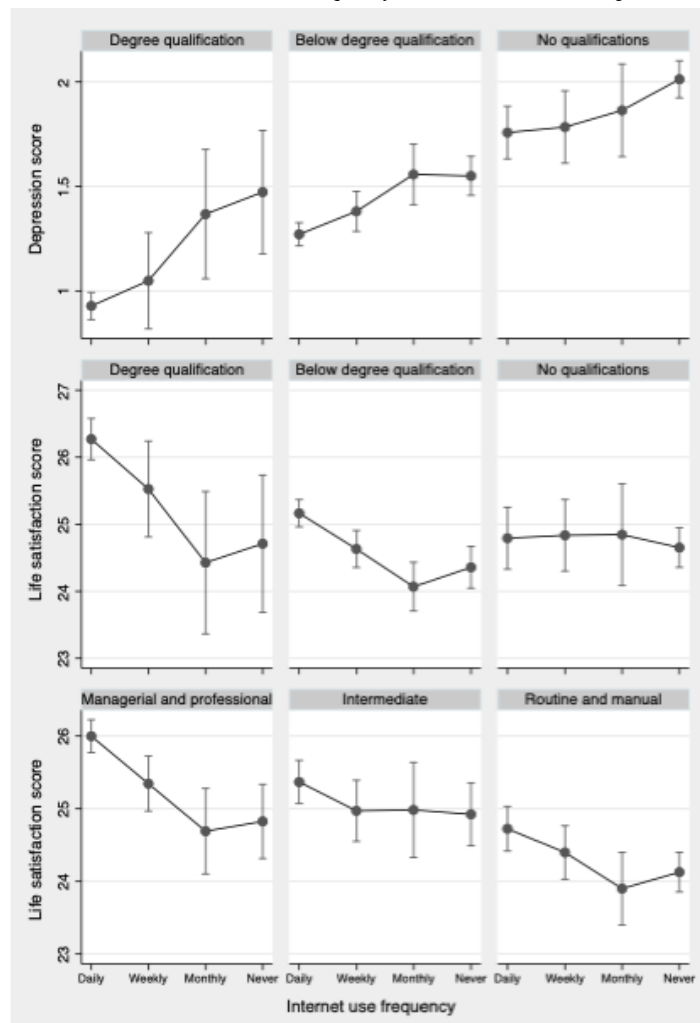 Degree qualification
Below degree qualification
No qualifications
Depression score
2
1.5
1
Degree qualification
Below degree qualification
No qualifications
Life satisfaction score
27
26
25
24
23
Managerial and professional
Intermediate
Routine and manual
Life satisfaction score
26
25
24
23
Daily Weekly Monthly Never Daily Weekly Monthly Never Daily Weekly Monthly Never
Internet use frequency